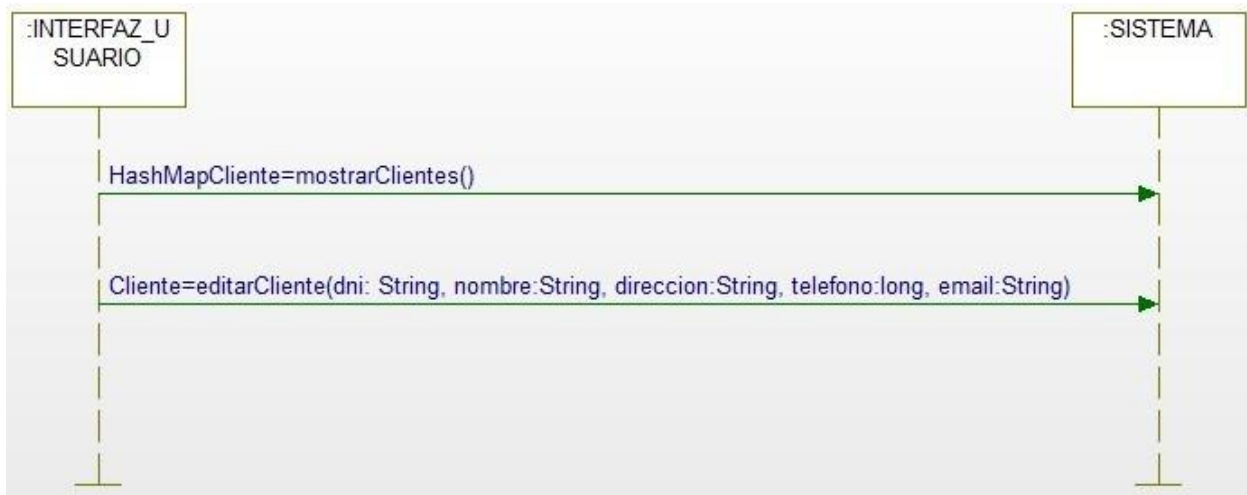 :INTERFAZ_U
SUARIO
:SISTEMA
HashMapCliente=mostrarClientes()
Cliente=editarCliente(dni: String, nombre:String, direccion:String, telefono:long, email:String)